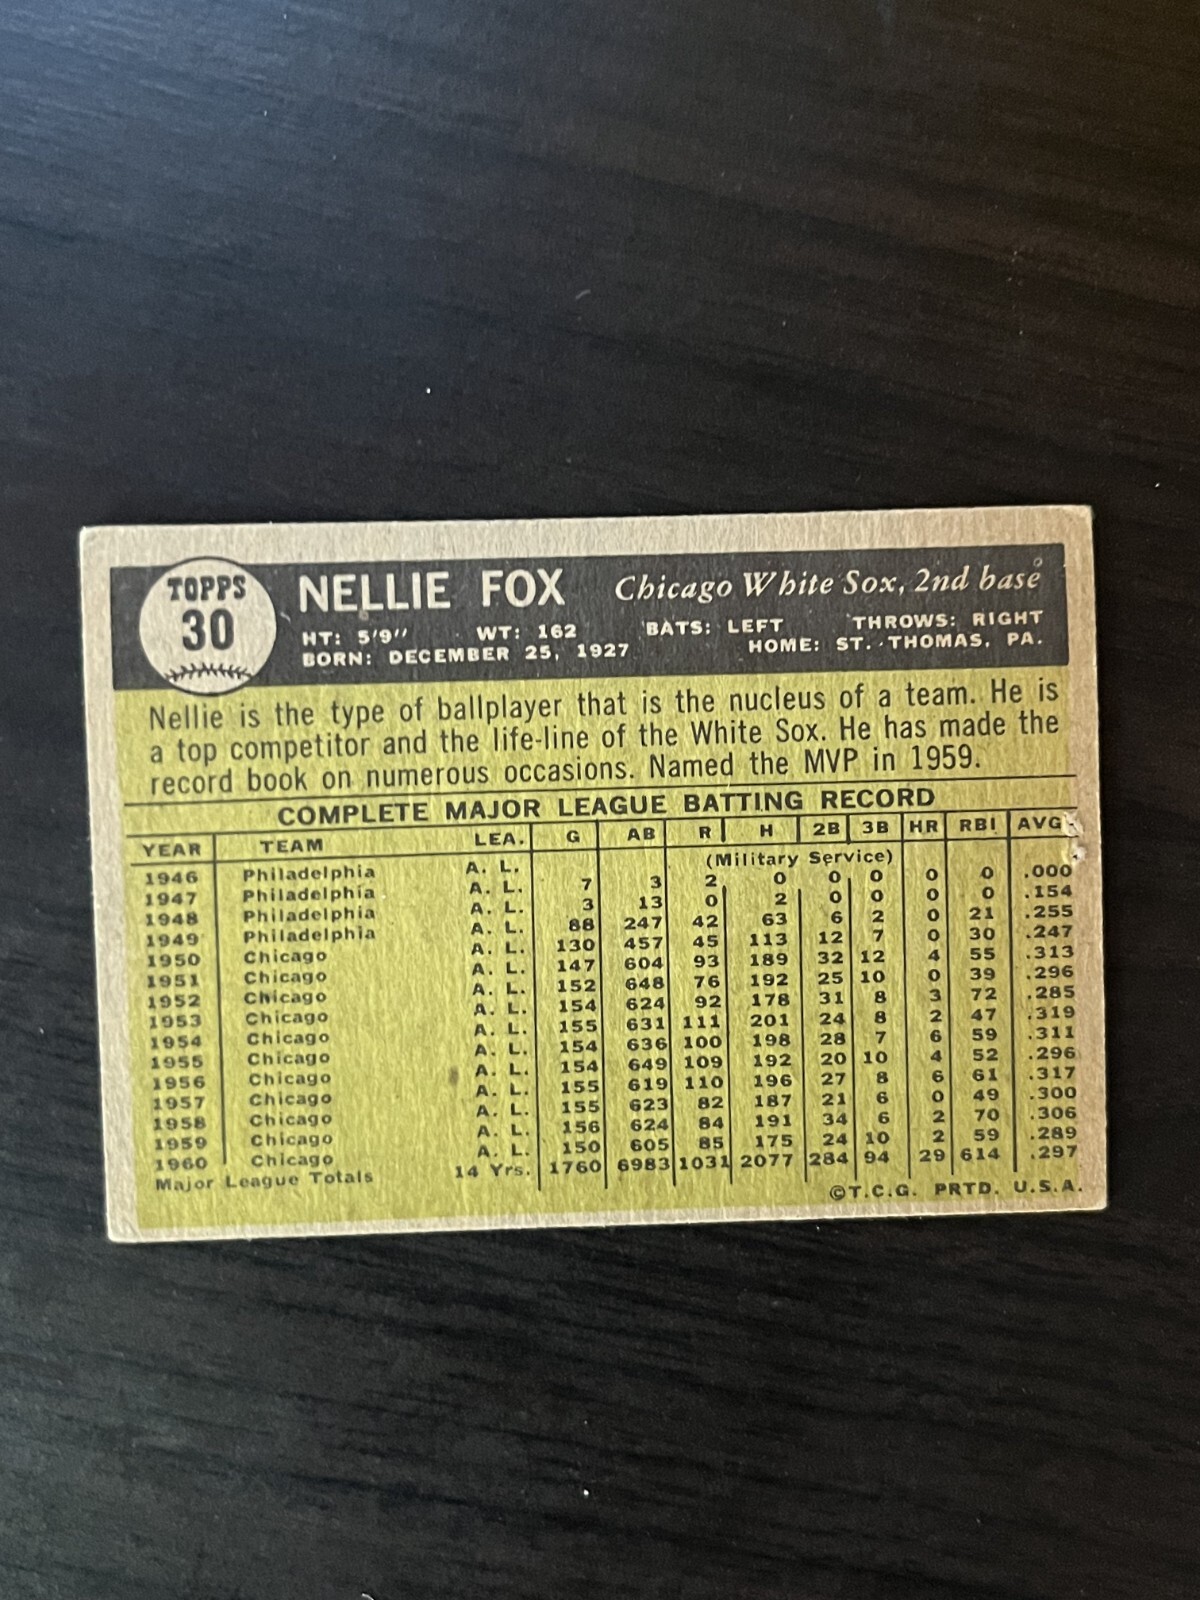 TOPPS
30
NELLIE FOX Chicago White Sox, 2nd base
HT: 5'9" WT: 162 BATS: LEFT THROWS: RIGHT
BORN: DECEMBER 25, 1927 HOME: ST. THOMAS, PA.
Nellie is the type of ballplayer that is the nucleus of a team. He is
a top competitor and the life-line of the White Sox. He has made the
record book on numerous occasions. Named the MVP in 1959.
COMPLETE MAJOR LEAGUE BATTING RECORD
YEAR TEAM LEA. G AB R H 2B 3B HR RBI AVG
1946 Philadelphia A. L. (Military Service)
1947 Philadelphia A. L. 7 3 2 0 0 0 0 0 .000
1948 Philadelphia A. L. 3 13 0 2 0 0 0 0 .154
1949 Philadelphia A. L. 88 247 42 63 6 2 0 21 .255
1950 Chicago A. L. 130 457 45 113 12 7 0 30 .247
1951 Chicago A. L. 147 604 93 189 32 12 4 55 .313
1952 Chicago A. L. 152 648 76 192 25 10 0 39 .296
1953 Chicago A. L. 154 624 92 178 31 8 3 72 .285
1954 Chicago A. L. 155 631 111 201 24 8 2 47 .319
1955 Chicago A. L. 154 636 100 198 28 7 6 59 .311
1956 Chicago A. L. 154 649 109 192 20 10 4 52 .296
1957 Chicago A. L. 155 619 110 196 27 8 6 61 .317
1958 Chicago A. L. 155 623 82 187 21 6 0 49 .300
1959 Chicago A. L. 156 624 84 191 34 6 2 70 .306
1960 Chicago A. L. 150 605 85 175 24 10 2 59 .289
Major League Totals 14 Yrs. 1760 6983 1031 2077 284 94 29 614 .297
©T.C.G. PRTD. U.S.A.